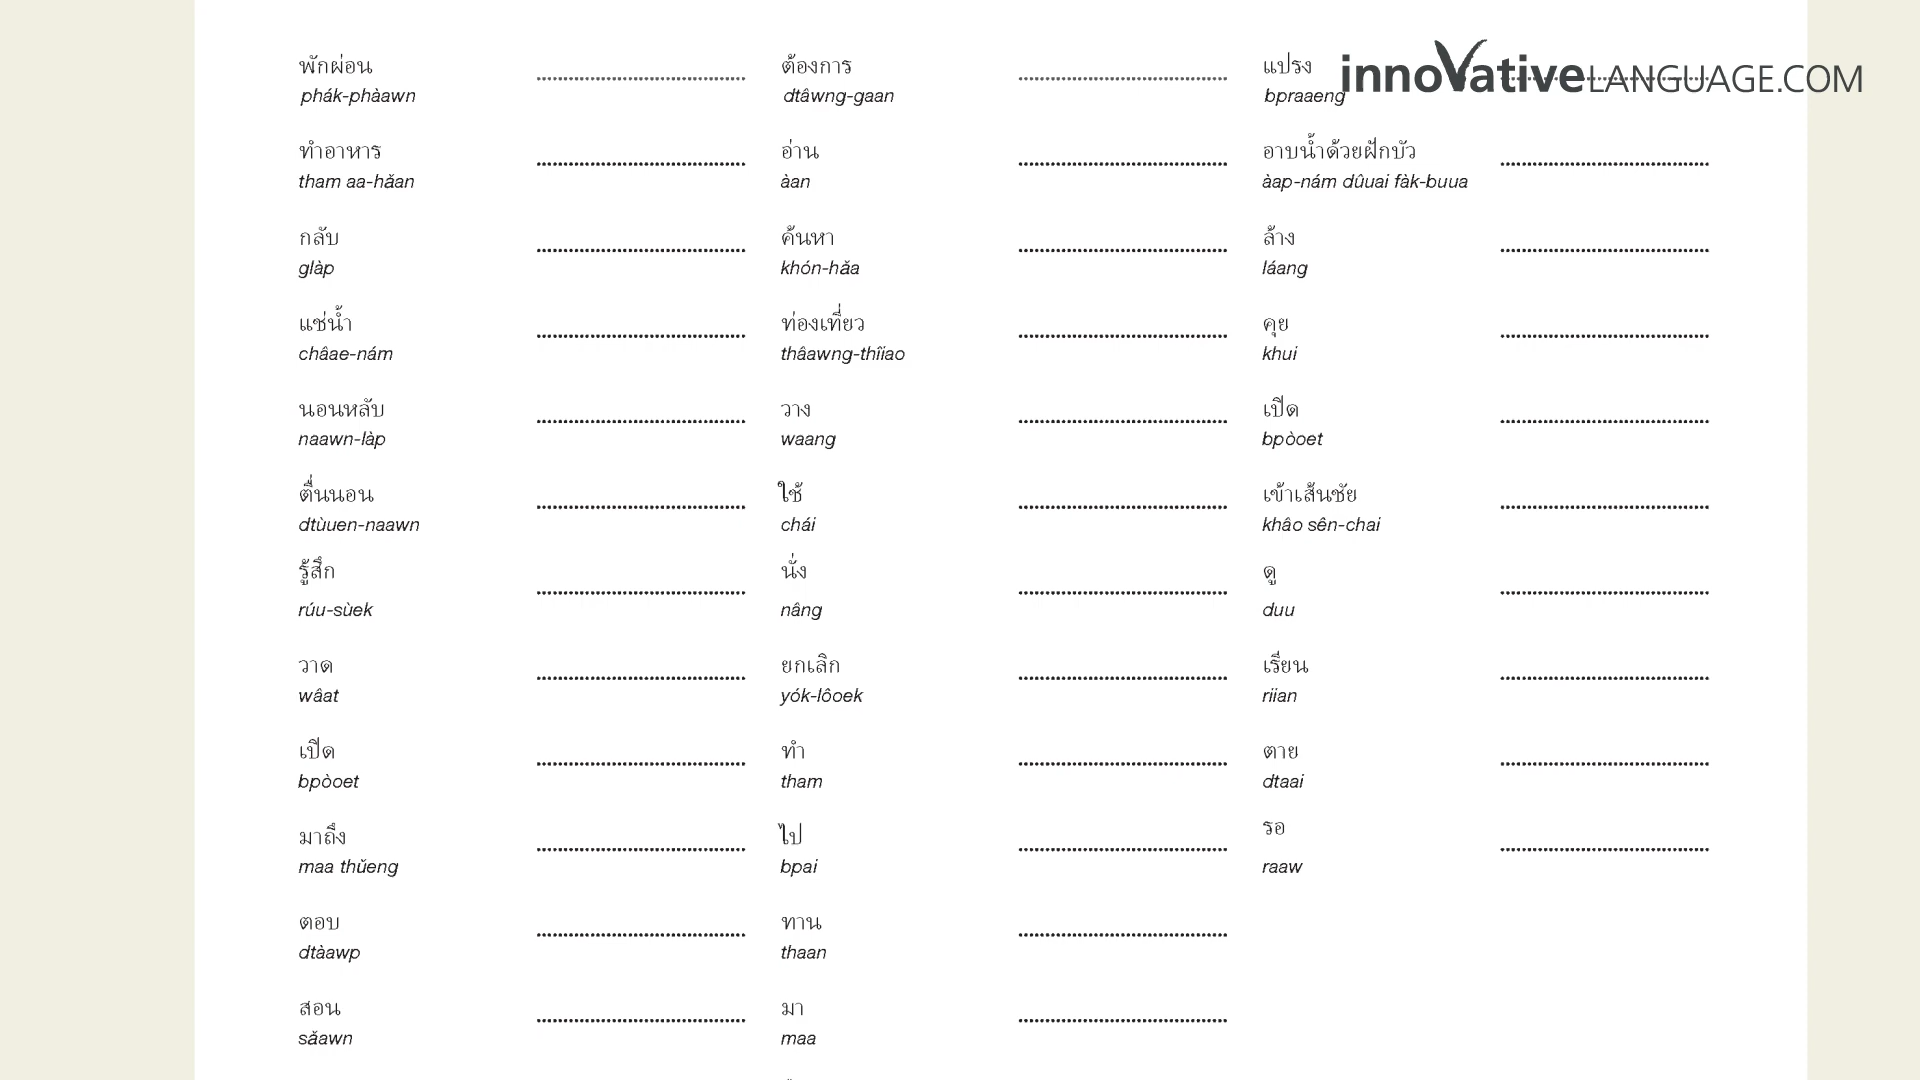 innovativeLANGUAGE.COM
พักผ่อน
phák-phàawn
ทำอาหาร
tham aa-hǎan
กลับ
glàp
แช่น้ำ
châae-nám
นอนหลับ
naawn-làp
ตื่นนอน
dtùuen-naawn
รู้สึก
rúu-sùek
วาด
wâat
เปิด
bpòoet
มาถึง
maa thǔeng
ตอบ
dtàawp
สอน
sǎawn
ต้องการ
dtâwng-gaan
อ่าน
àan
ค้นหา
khón-hǎa
ท่องเที่ยว
thâawng-thîiao
วาง
waang
ใช้
chái
นั่ง
nâng
ยกเลิก
yók-lôoek
ทำ
tham
ไป
bpai
ทาน
thaan
มา
maa
แปรง
bpraaeng
อาบน้ำด้วยฝักบัว
àap-nám dûuai fàk-buua
ล้าง
láang
คุย
khui
เปิด
bpòoet
เข้าเส้นชัย
khâo sên-chai
ดู
duu
เรียน
riian
ตาย
dtaai
รอ
raaw